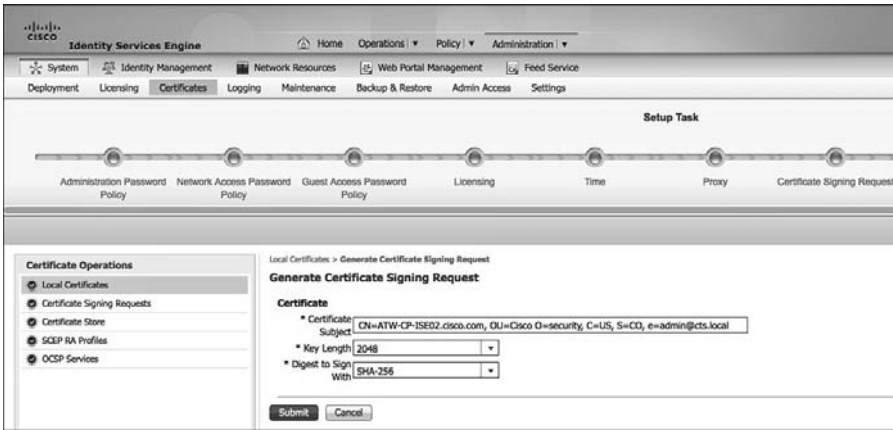 CISCO
Identity Services Engine
Home Operations | ▾ Policy | ▾ Administration | ▾
System Identity Management Network Resources Web Portal Management Feed Service
Deployment Licensing Certificates Logging Maintenance Backup & Restore Admin Access Settings
Setup Task
Administration Password Policy
Network Access Password Policy
Guest Access Password Policy
Licensing
Time
Proxy
Certificate Signing Request
Certificate Operations
Local Certificates
Certificate Signing Requests
Certificate Store
SCEP RA Profiles
OCSP Services
Local Certificates > Generate Certificate Signing Request
Generate Certificate Signing Request
Certificate
* Certificate Subject CN=ATW-CP-ISE02.cisco.com, OU=Cisco O=security, C=US, S=CO, e=admin@cts.local
* Key Length 2048
* Digest to Sign With SHA-256
Submit Cancel